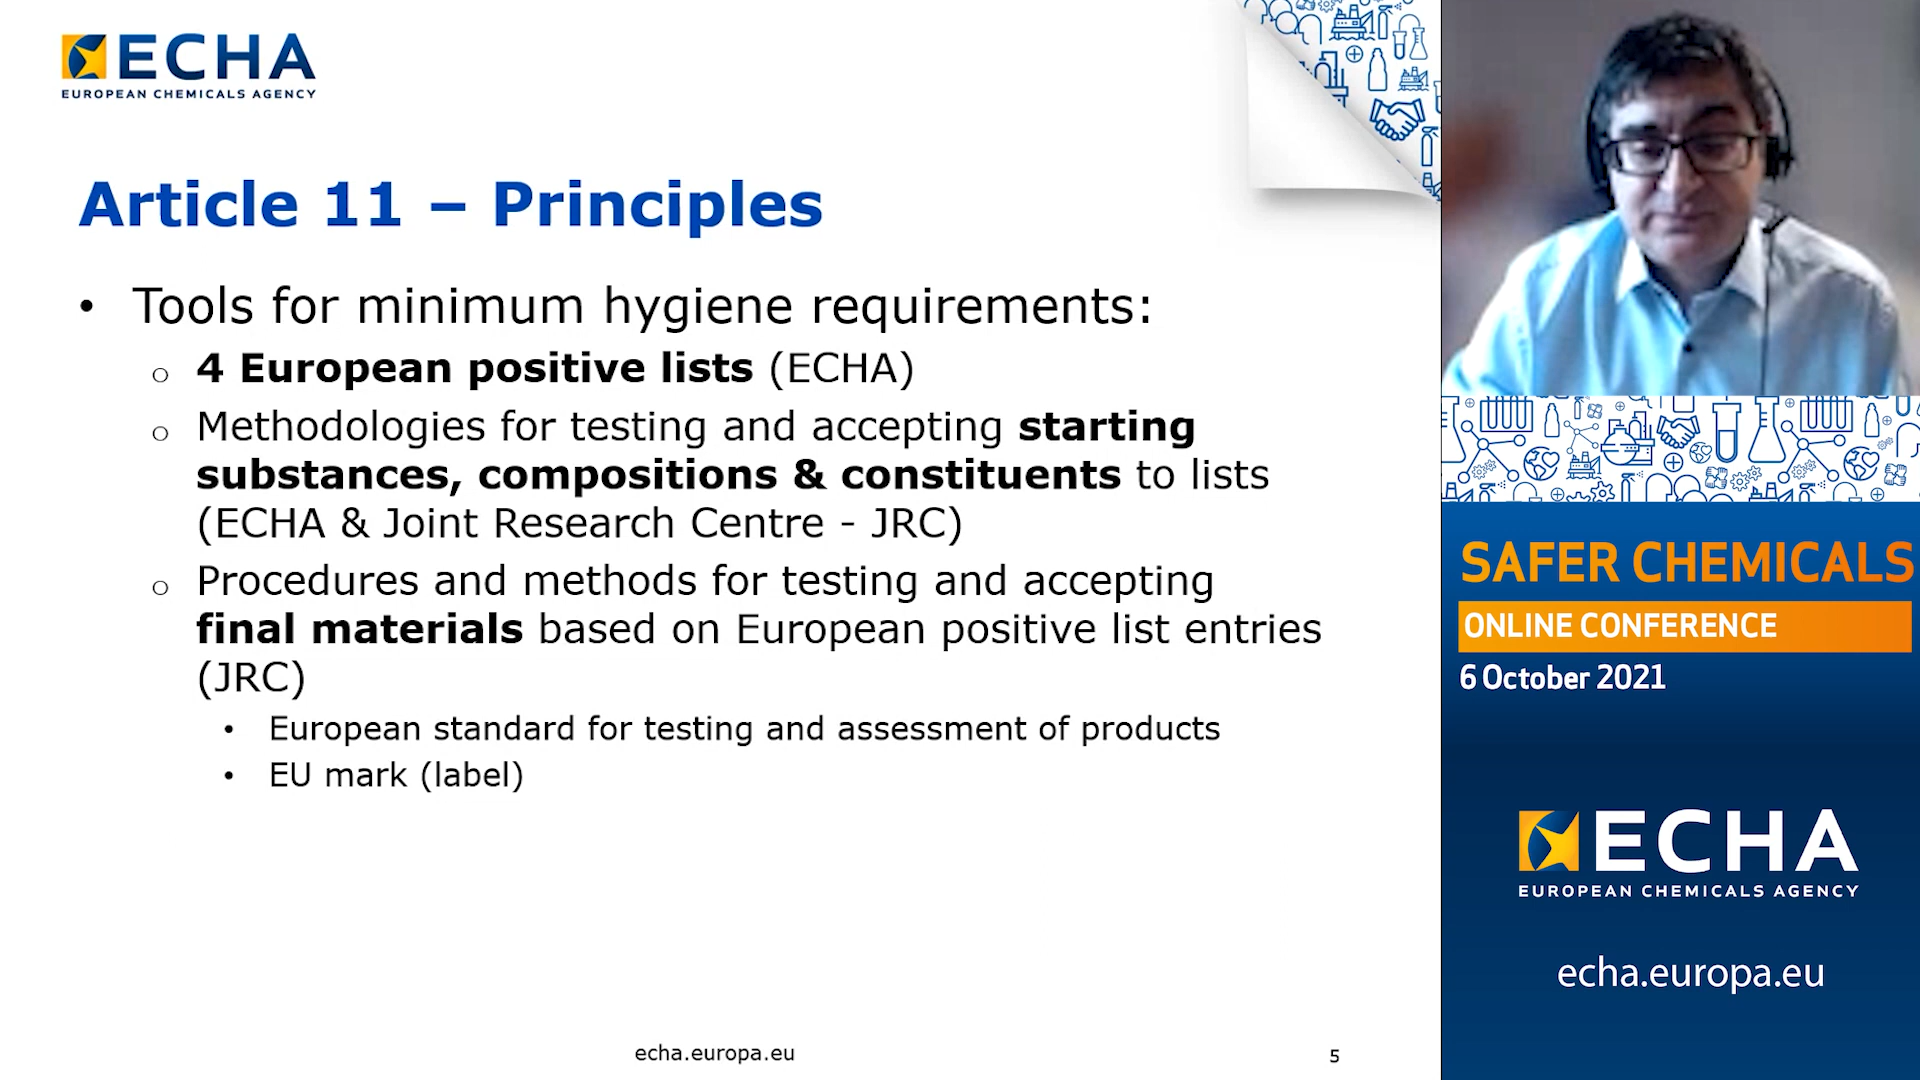 ECHA
EUROPEAN CHEMICALS AGENCY
Article 11 – Principles
• Tools for minimum hygiene requirements:
o 4 European positive lists (ECHA)
o Methodologies for testing and accepting starting
substances, compositions & constituents to lists
(ECHA & Joint Research Centre - JRC)
o Procedures and methods for testing and accepting
final materials based on European positive list entries
(JRC)
• European standard for testing and assessment of products
• EU mark (label)
echa.europa.eu
5
SAFER CHEMICALS
ONLINE CONFERENCE
6 October 2021
ECHA
EUROPEAN CHEMICALS AGENCY
echa.europa.eu